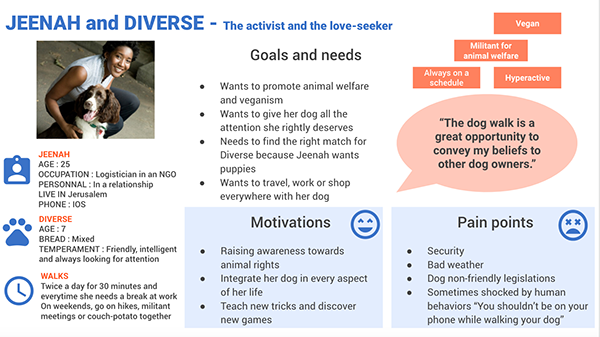 JEENAH and DIVERSE - The activist and the love-seeker
Vegan
Militant for
animal welfare
Always on a
schedule
Hyperactive
Goals and needs
Wants to promote animal welfare
and veganism
Wants to give her dog all the
attention she rightly deserves
Needs to find the right match for
Diverse because Jeenah wants
puppies
Wants to travel, work or shop
everywhere with her dog
“The dog walk is a
great opportunity to
convey my beliefs to
other dog owners.”
JEENAH
AGE : 25
OCCUPATION : Logistician in an NGO
PERSONNAL : In a relationship
LIVE IN Jerusalem
PHONE : IOS
DIVERSE
AGE : 7
BREAD : Mixed
TEMPERAMENT : Friendly, intelligent
and always looking for attention
WALKS
Twice a day for 30 minutes and
everytime she needs a break at work
On weekends, go on hikes, militant
meetings or couch-potato together
Motivations
Raising awareness towards
animal rights
Integrate her dog in every aspect
of her life
Teach new tricks and discover
new games
Pain points
Security
Bad weather
Dog non-friendly legislations
Sometimes shocked by human
behaviors “You shouldn’t be on your
phone while walking your dog”